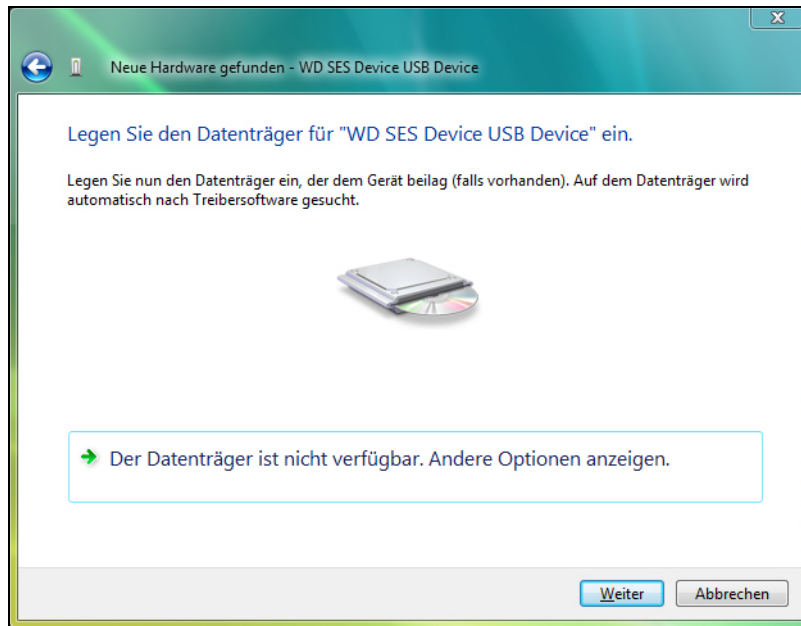 Neue Hardware gefunden - WD SES Device USB Device
Legen Sie den Datenträger für "WD SES Device USB Device" ein.
Legen Sie nun den Datenträger ein, der dem Gerät beilag (falls vorhanden). Auf dem Datenträger wird
automatisch nach Treibersoftware gesucht.
Der Datenträger ist nicht verfügbar. Andere Optionen anzeigen.
Weiter
Abbrechen